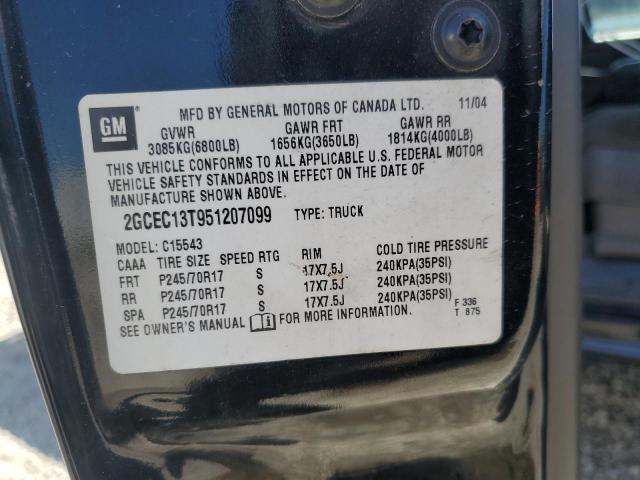 GM
MFD BY GENERAL MOTORS OF CANADA LTD. 11/04
GVWR GAWR FRT GAWR RR
3085KG(6800LB) 1656KG(3650LB) 1814KG(4000LB)
THIS VEHICLE CONFORMS TO ALL APPLICABLE U.S. FEDERAL MOTOR
VEHICLE SAFETY STANDARDS IN EFFECT ON THE DATE OF
MANUFACTURE SHOWN ABOVE.
2GCEC13T951207099 TYPE: TRUCK
MODEL: C15543
CAAA TIRE SIZE SPEED RTG RIM COLD TIRE PRESSURE
FRT P245/70R17 S 17X7.5J 240KPA(35PSI)
RR P245/70R17 S 17X7.5J 240KPA(35PSI)
SPA P245/70R17 S 17X7.5J 240KPA(35PSI)
SEE OWNER'S MANUAL FOR MORE INFORMATION.
F 336
T 875